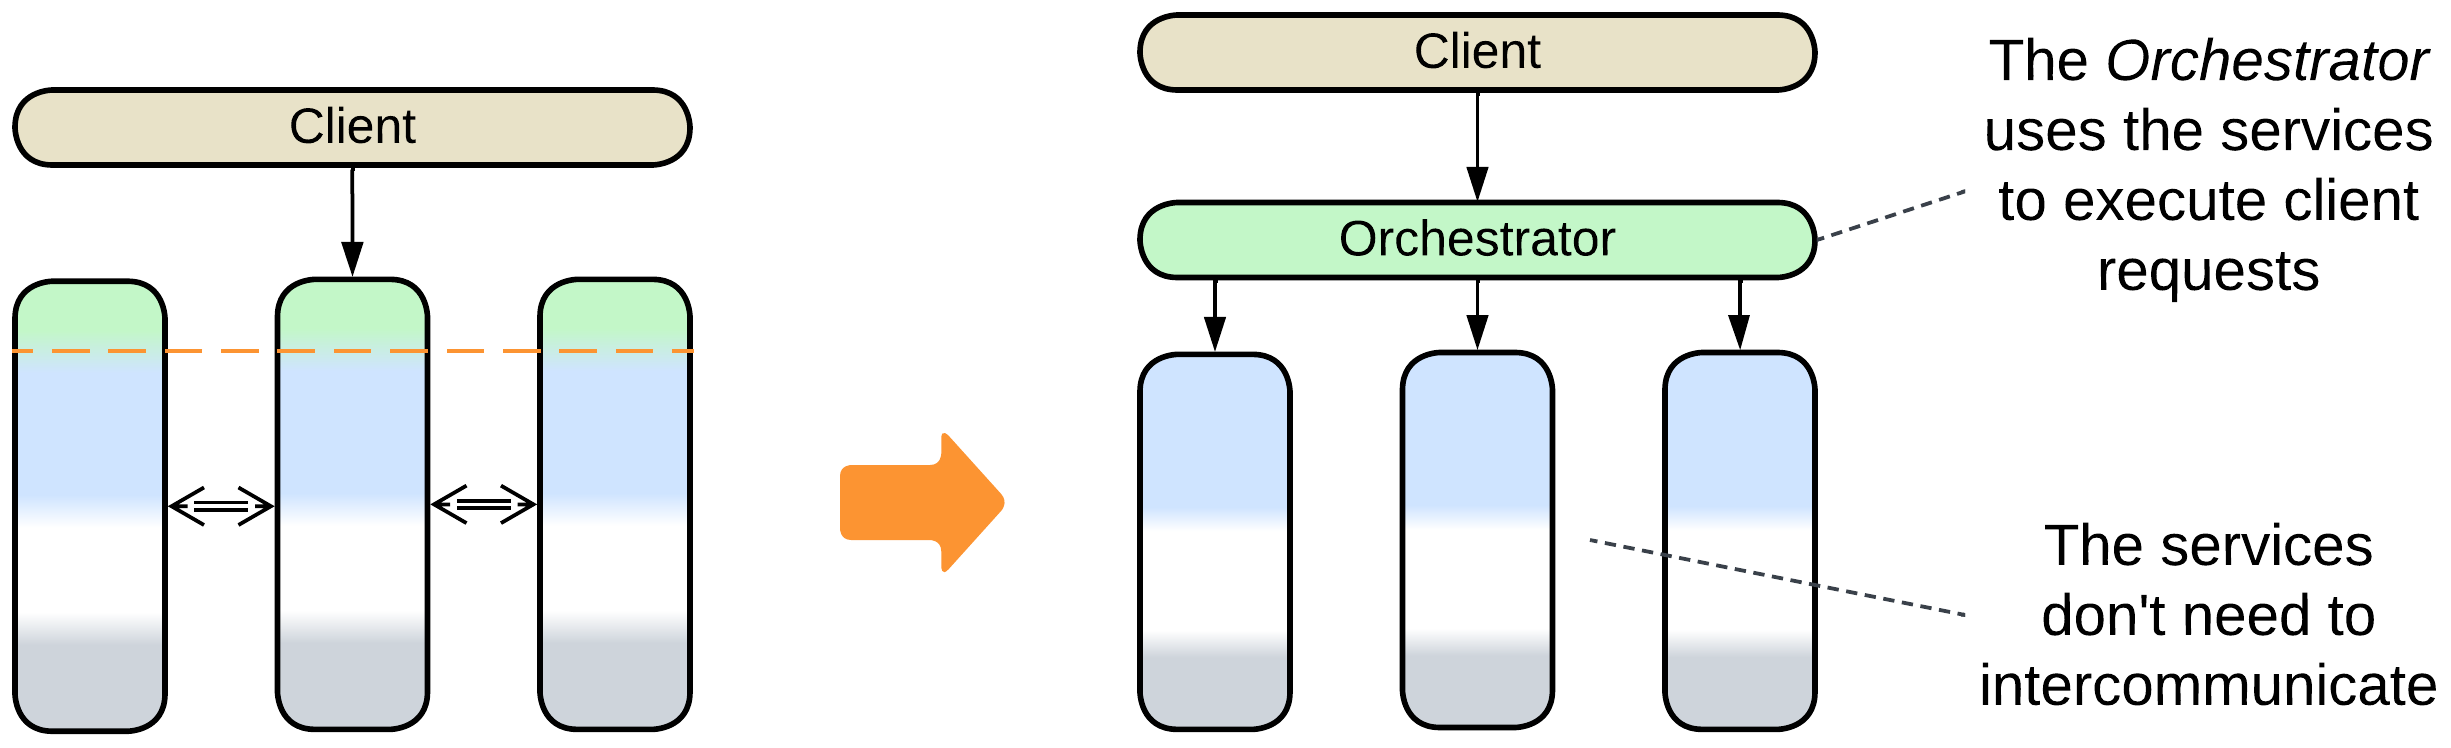 Client
Client
Orchestrator
The Orchestrator
uses the services
to execute client
requests
The services
don't need to
intercommunicate